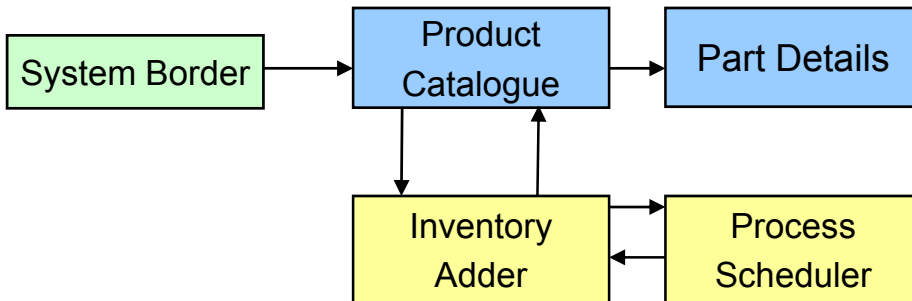 System Border
Product
Catalogue
Part Details
Inventory
Adder
Process
Scheduler